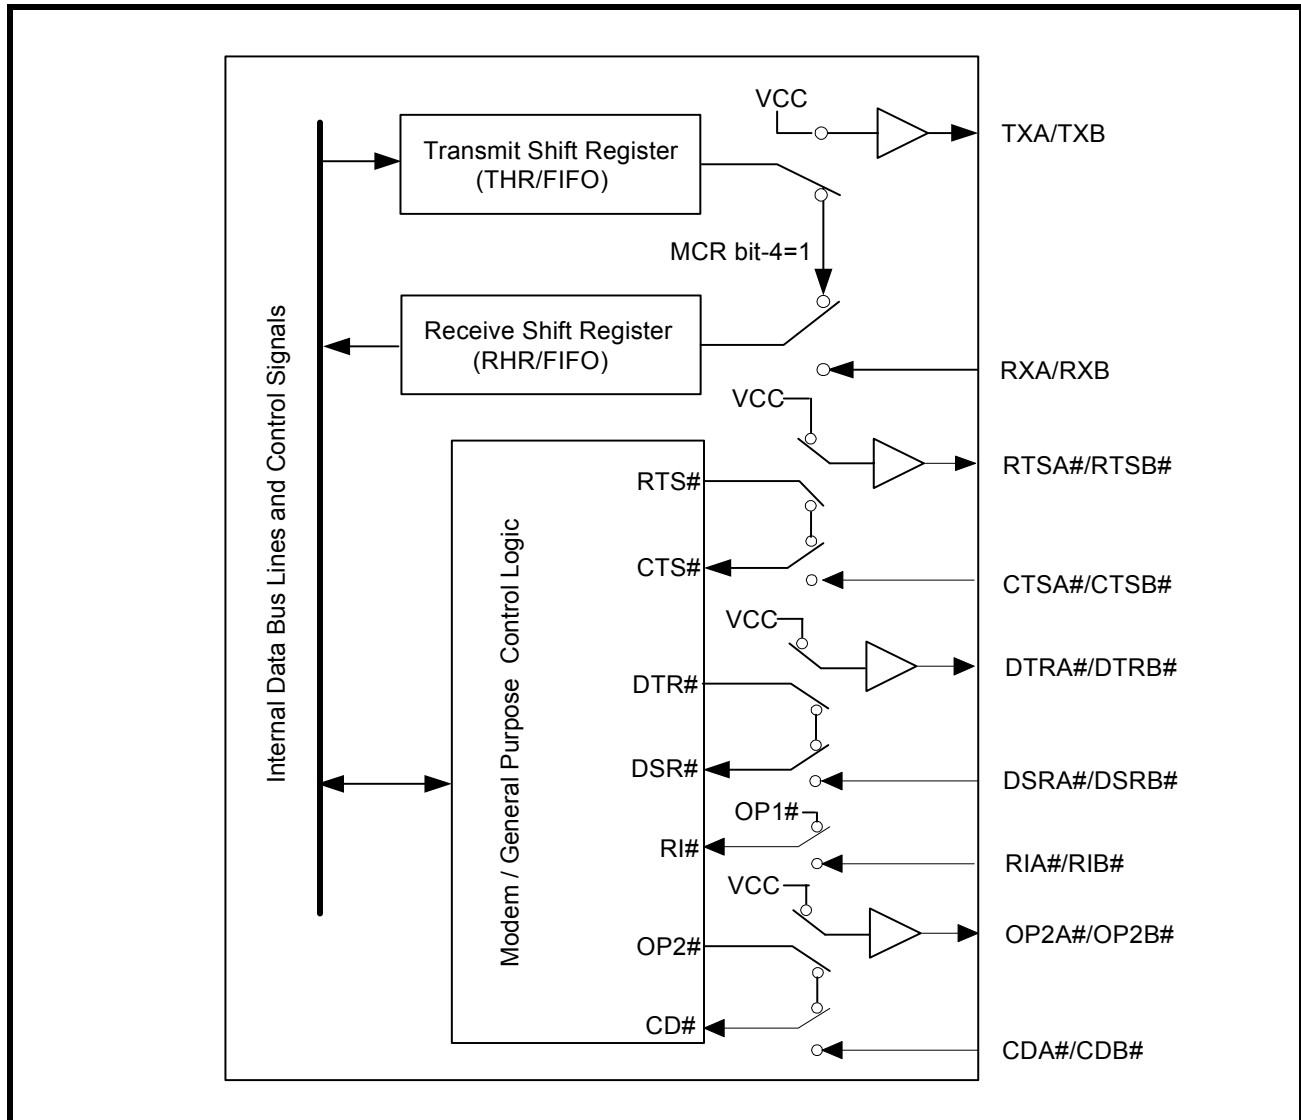 VCC
TXA/TXB
Transmit Shift Register
(THR/FIFO)
MCR bit-4=1
Receive Shift Register
(RHR/FIFO)
RXA/RXB
Internal Data Bus Lines and Control Signals
VCC
RTSA#/RTSB#
RTS#
CTS#
CTSA#/CTSB#
Modem / General Purpose  Control Logic
VCC
DTRA#/DTRB#
DTR#
DSR#
DSRA#/DSRB#
OP1#
RI#
RIA#/RIB#
VCC
OP2A#/OP2B#
OP2#
CD#
CDA#/CDB#